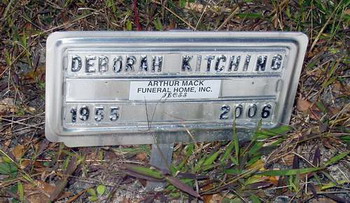 DEBORAH KITCHING
ARTHUR MACK
FUNERAL HOME, INC.
1955 2006